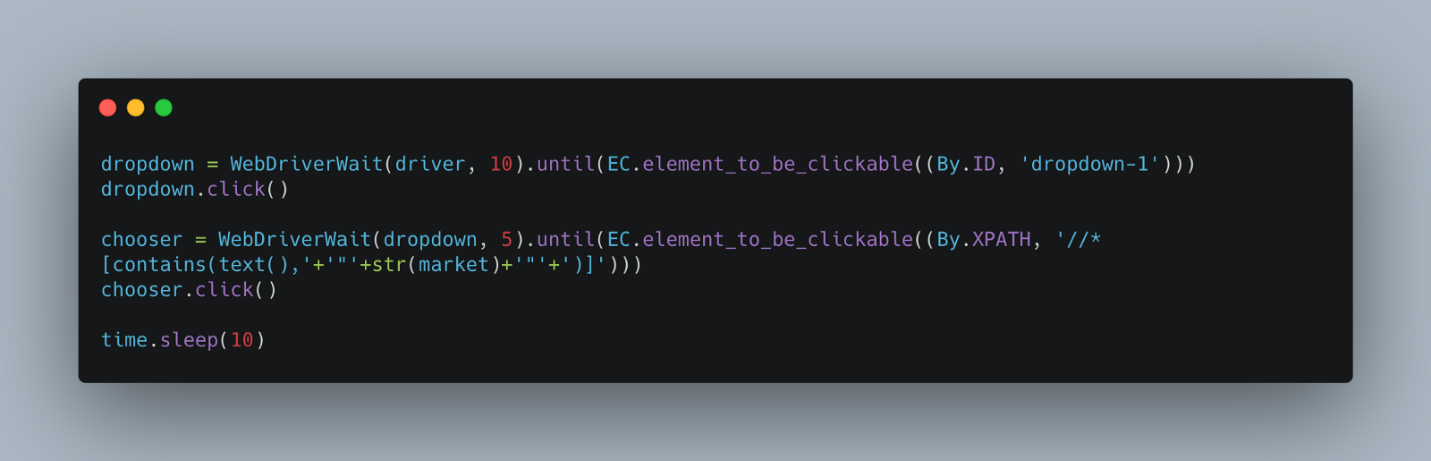 dropdown = WebDriverWait(driver, 10).until(EC.element_to_be_clickable((By.ID, 'dropdown-1')))
dropdown.click()
chooser = WebDriverWait(dropdown, 5).until(EC.element_to_be_clickable((By.XPATH, '//*
[contains(text(),'+'"'+str(market)+'"'+')]')))
chooser.click()
time.sleep(10)